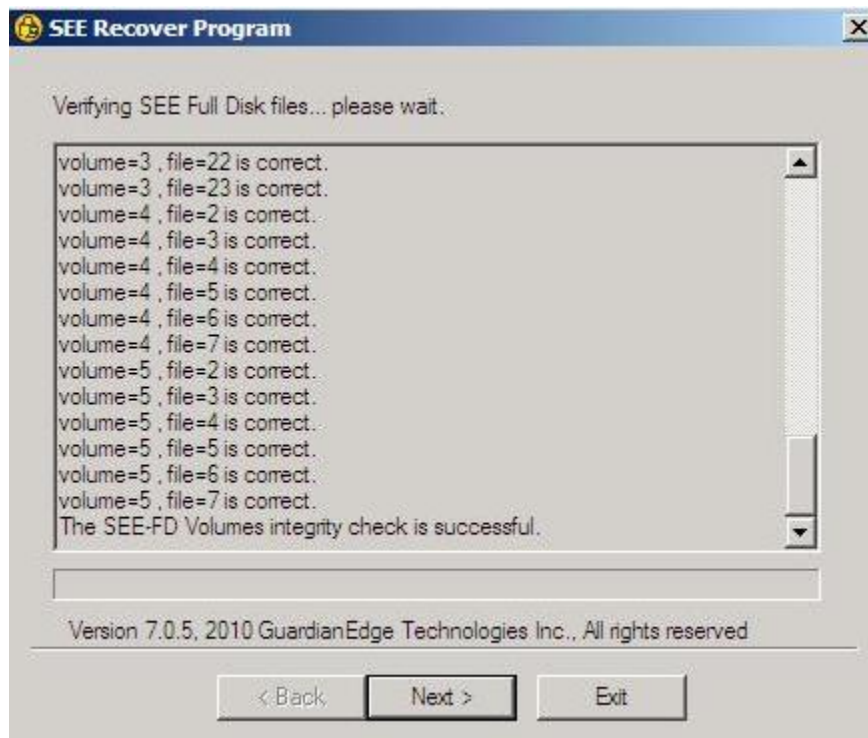 SEE Recover Program
Verifying SEE Full Disk files... please wait.
volume=3 , file=22 is correct.
volume=3 , file=23 is correct.
volume=4 , file=2 is correct.
volume=4 , file=3 is correct.
volume=4 , file=4 is correct.
volume=4 , file=5 is correct.
volume=4 , file=6 is correct.
volume=4 , file=7 is correct.
volume=5 , file=2 is correct.
volume=5 , file=3 is correct.
volume=5 , file=4 is correct.
volume=5 , file=5 is correct.
volume=5 , file=6 is correct.
volume=5 , file=7 is correct.
The SEE-FD Volumes integrity check is successful.
Version 7.0.5, 2010 GuardianEdge Technologies Inc., All rights reserved
< Back Next > Exit